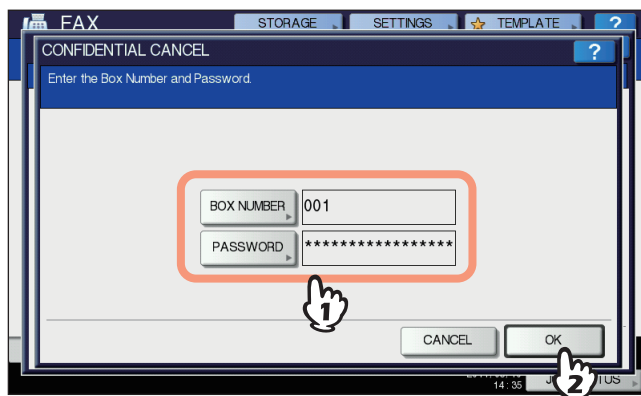 FAX STORAGE SETTINGS TEMPLATE ?
CONFIDENTIAL CANCEL ?
Enter the Box Number and Password.
BOX NUMBER 001
PASSWORD *****************
1
CANCEL OK
2
14:35